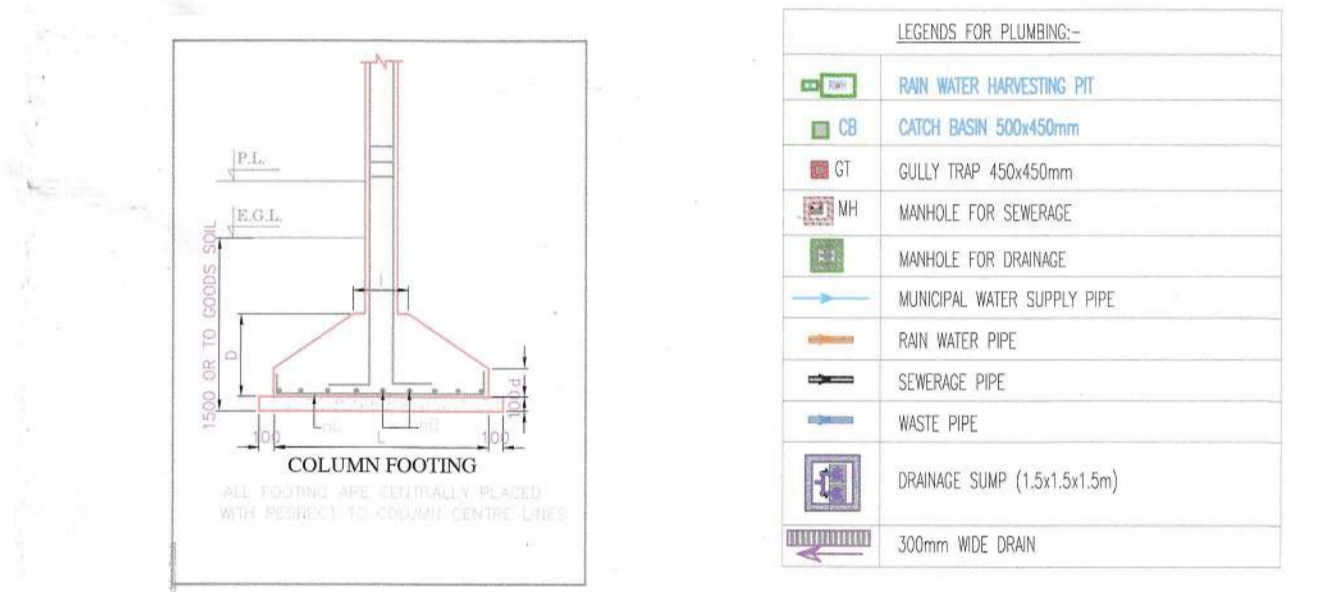 P.L.
E.G.L.
1500 OR TO GOODS SOIL
l
D
100 d
nL
nB
100
L
100
COLUMN FOOTING
ALL FOOTING ARE CENTRALLY PLACED
WITH RESRECT TO COLUMN CENTRE LINES
LEGENDS FOR PLUMBING:-
RWH RAIN WATER HARVESTING PIT
CB CATCH BASIN 500x450mm
GT GULLY TRAP 450x450mm
MH MANHOLE FOR SEWERAGE
MANHOLE FOR DRAINAGE
MUNICIPAL WATER SUPPLY PIPE
RAIN WATER PIPE
SEWERAGE PIPE
WASTE PIPE
DRAINAGE SUMP (1.5x1.5x1.5m)
300mm WIDE DRAIN